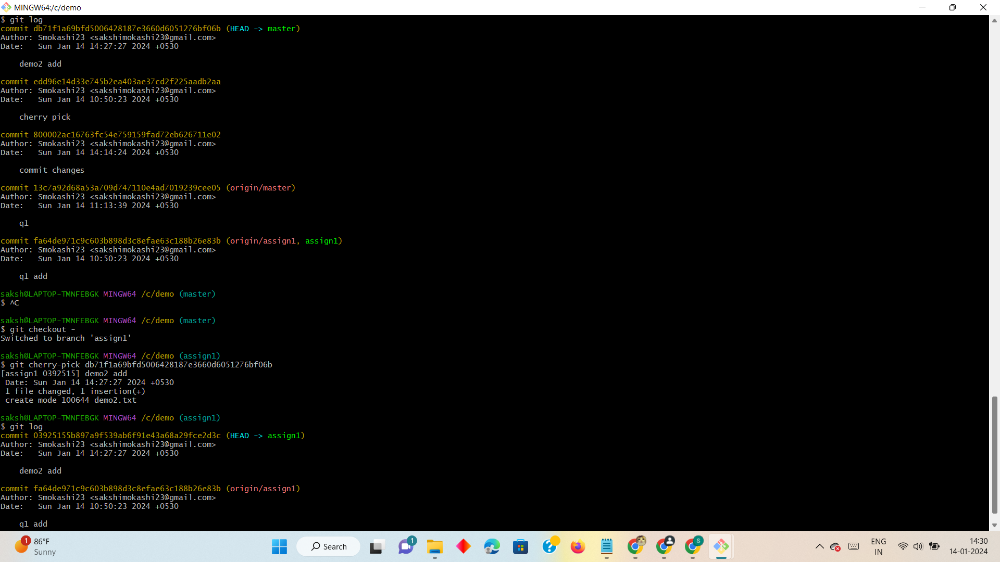 MINGW64:/c/demo
$ git log
commit db71f1a69bfd5006428187e3660d6051276bf06b (HEAD -> master)
Author: Smokashi23 <sakshimokashi23@gmail.com>
Date:   Sun Jan 14 14:27:27 2024 +0530
demo2 add
commit edd96e14d33e745b2ea403ae37cd2f225aadb2aa
Author: Smokashi23 <sakshimokashi23@gmail.com>
Date:   Sun Jan 14 10:50:23 2024 +0530
cherry pick
commit 800002ac16763fc54e759159fad72eb626711e02
Author: Smokashi23 <sakshimokashi23@gmail.com>
Date:   Sun Jan 14 14:14:24 2024 +0530
commit changes
commit 13c7a92d68a53a709d747110e4ad7019239cee05 (origin/master)
Author: Smokashi23 <sakshimokashi23@gmail.com>
Date:   Sun Jan 14 11:13:39 2024 +0530
q1
commit fa64de971c9c603b898d3c8efae63c188b26e83b (origin/assign1, assign1)
Author: Smokashi23 <sakshimokashi23@gmail.com>
Date:   Sun Jan 14 10:50:23 2024 +0530
q1 add
saksh@LAPTOP-TMNFEBGK MINGW64 /c/demo (master)
$ ^C
saksh@LAPTOP-TMNFEBGK MINGW64 /c/demo (master)
$ git checkout -
Switched to branch 'assign1'
saksh@LAPTOP-TMNFEBGK MINGW64 /c/demo (assign1)
$ git cherry-pick db71f1a69bfd5006428187e3660d6051276bf06b
[assign1 0392515] demo2 add
Date: Sun Jan 14 14:27:27 2024 +0530
1 file changed, 1 insertion(+)
create mode 100644 demo2.txt
saksh@LAPTOP-TMNFEBGK MINGW64 /c/demo (assign1)
$ git log
commit 03925155b897a9f539ab6f91e43a68a29fce2d3c (HEAD -> assign1)
Author: Smokashi23 <sakshimokashi23@gmail.com>
Date:   Sun Jan 14 14:27:27 2024 +0530
demo2 add
commit fa64de971c9c603b898d3c8efae63c188b26e83b (origin/assign1)
Author: Smokashi23 <sakshimokashi23@gmail.com>
Date:   Sun Jan 14 10:50:23 2024 +0530
q1 add
1
86°F
Sunny
Search
1
S
ENG
IN
14:30
14-01-2024